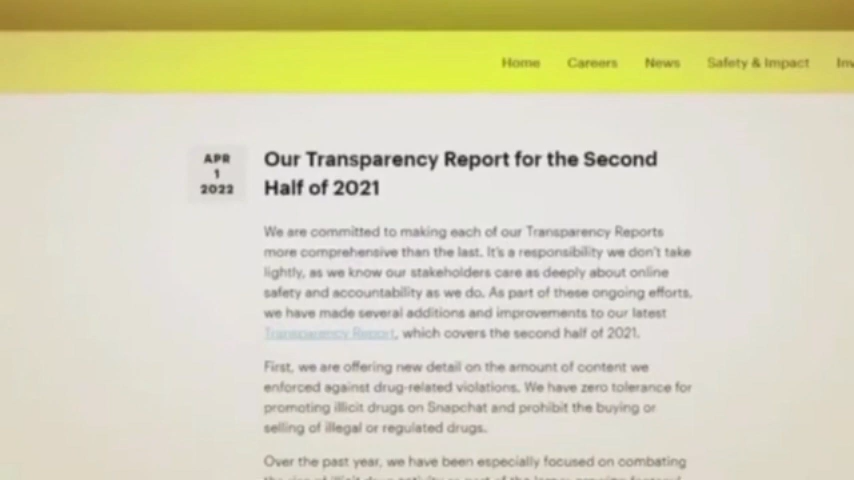 Home Careers News Safety & Impact Inv
APR
1
2022
Our Transparency Report for the Second
Half of 2021
We are committed to making each of our Transparency Reports
more comprehensive than the last. It's a responsibility we don't take
lightly, as we know our stakeholders care as deeply about online
safety and accountability as we do. As part of these ongoing efforts,
we have made several additions and improvements to our latest
Transparency Report, which covers the second half of 2021.
First, we are offering new detail on the amount of content we
enforced against drug-related violations. We have zero tolerance for
promoting illicit drugs on Snapchat and prohibit the buying or
selling of illegal or regulated drugs.
Over the past year, we have been especially focused on combating